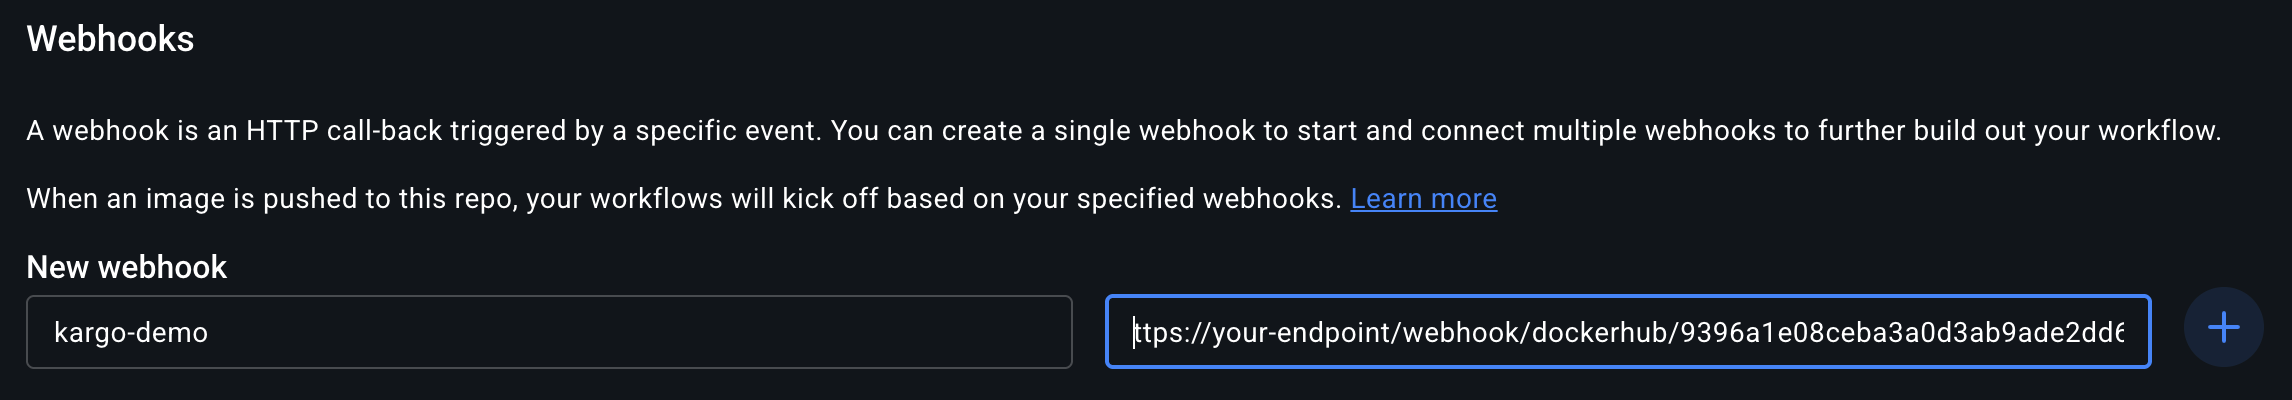 Webhooks
A webhook is an HTTP call-back triggered by a specific event. You can create a single webhook to start and connect multiple webhooks to further build out your workflow.
When an image is pushed to this repo, your workflows will kick off based on your specified webhooks. Learn more
New webhook
kargo-demo
ttps://your-endpoint/webhook/dockerhub/9396a1e08ceba3a0d3ab9ade2dd6